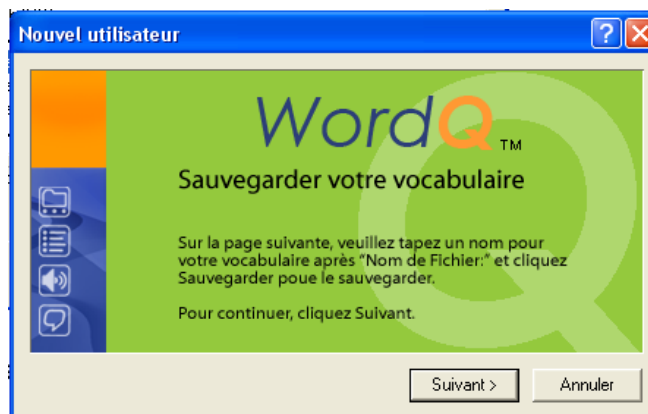 Nouvel utilisateur
WordQ TM
Sauvegarder votre vocabulaire
Sur la page suivante, veuillez tapez un nom pour
votre vocabulaire après "Nom de Fichier:" et cliquez
Sauvegarder poue le sauvegarder.
Pour continuer, cliquez Suivant.
Suivant >
Annuler